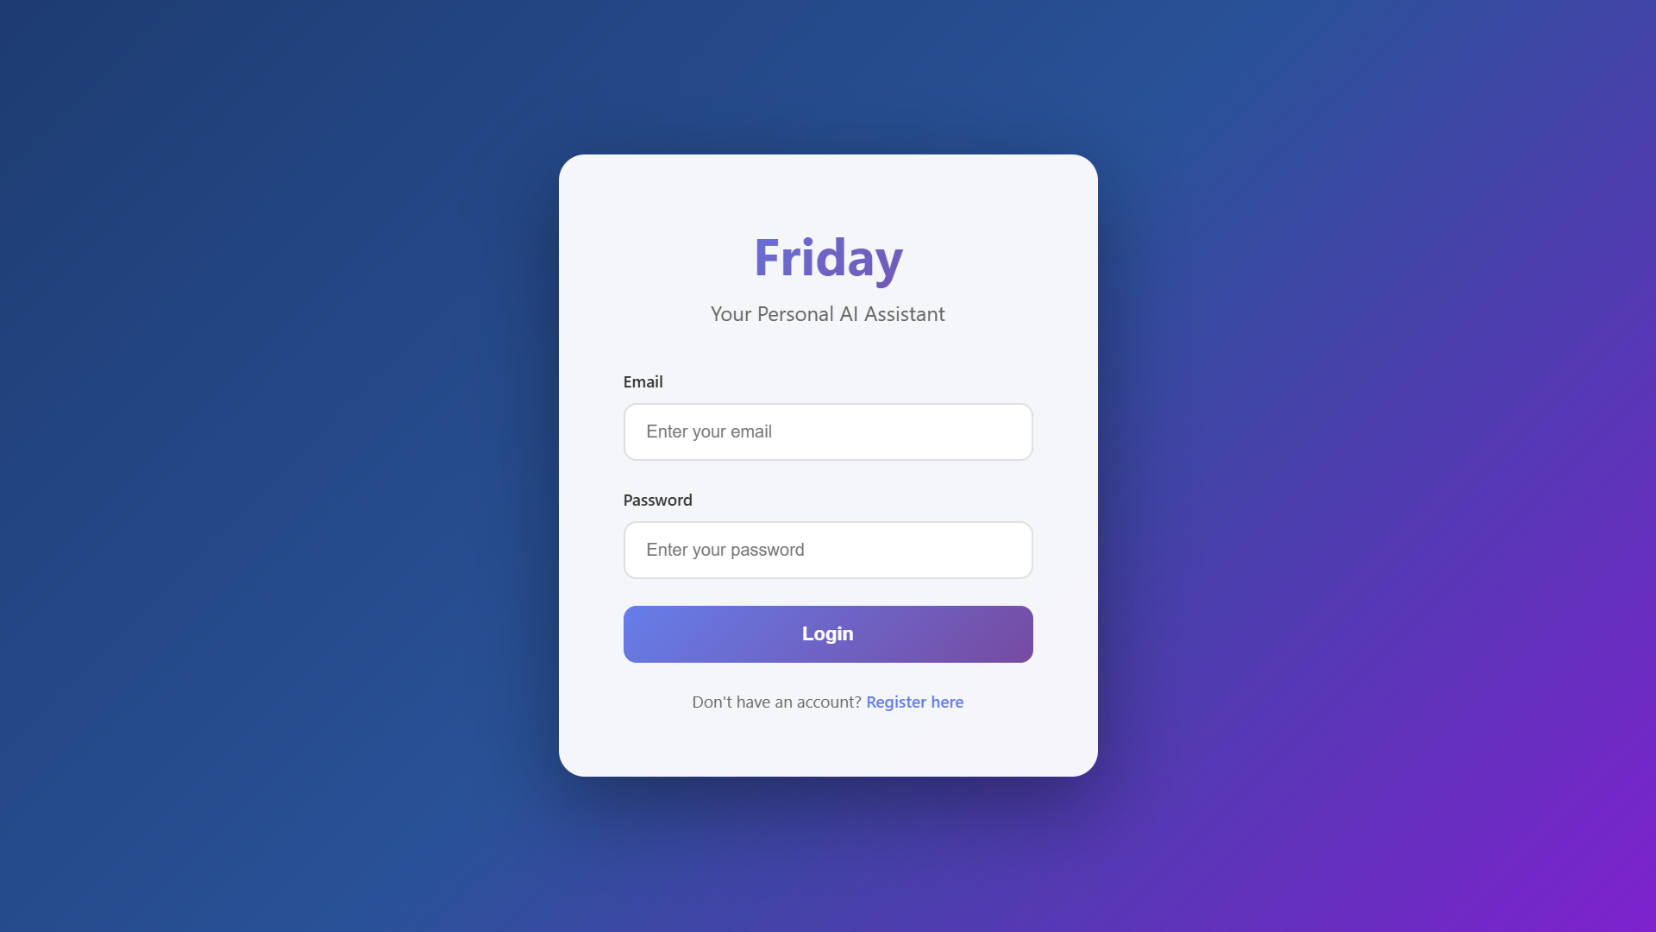 Friday
Your Personal AI Assistant
Email
Enter your email
Password
Enter your password
Login
Don't have an account? Register here